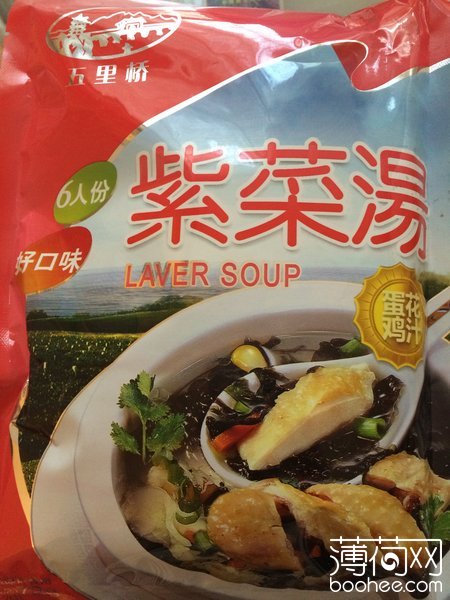 五里桥
6人份
紫菜湯
好口味
LAVER SOUP
蛋花
鸡汁
薄荷网
boohee.com